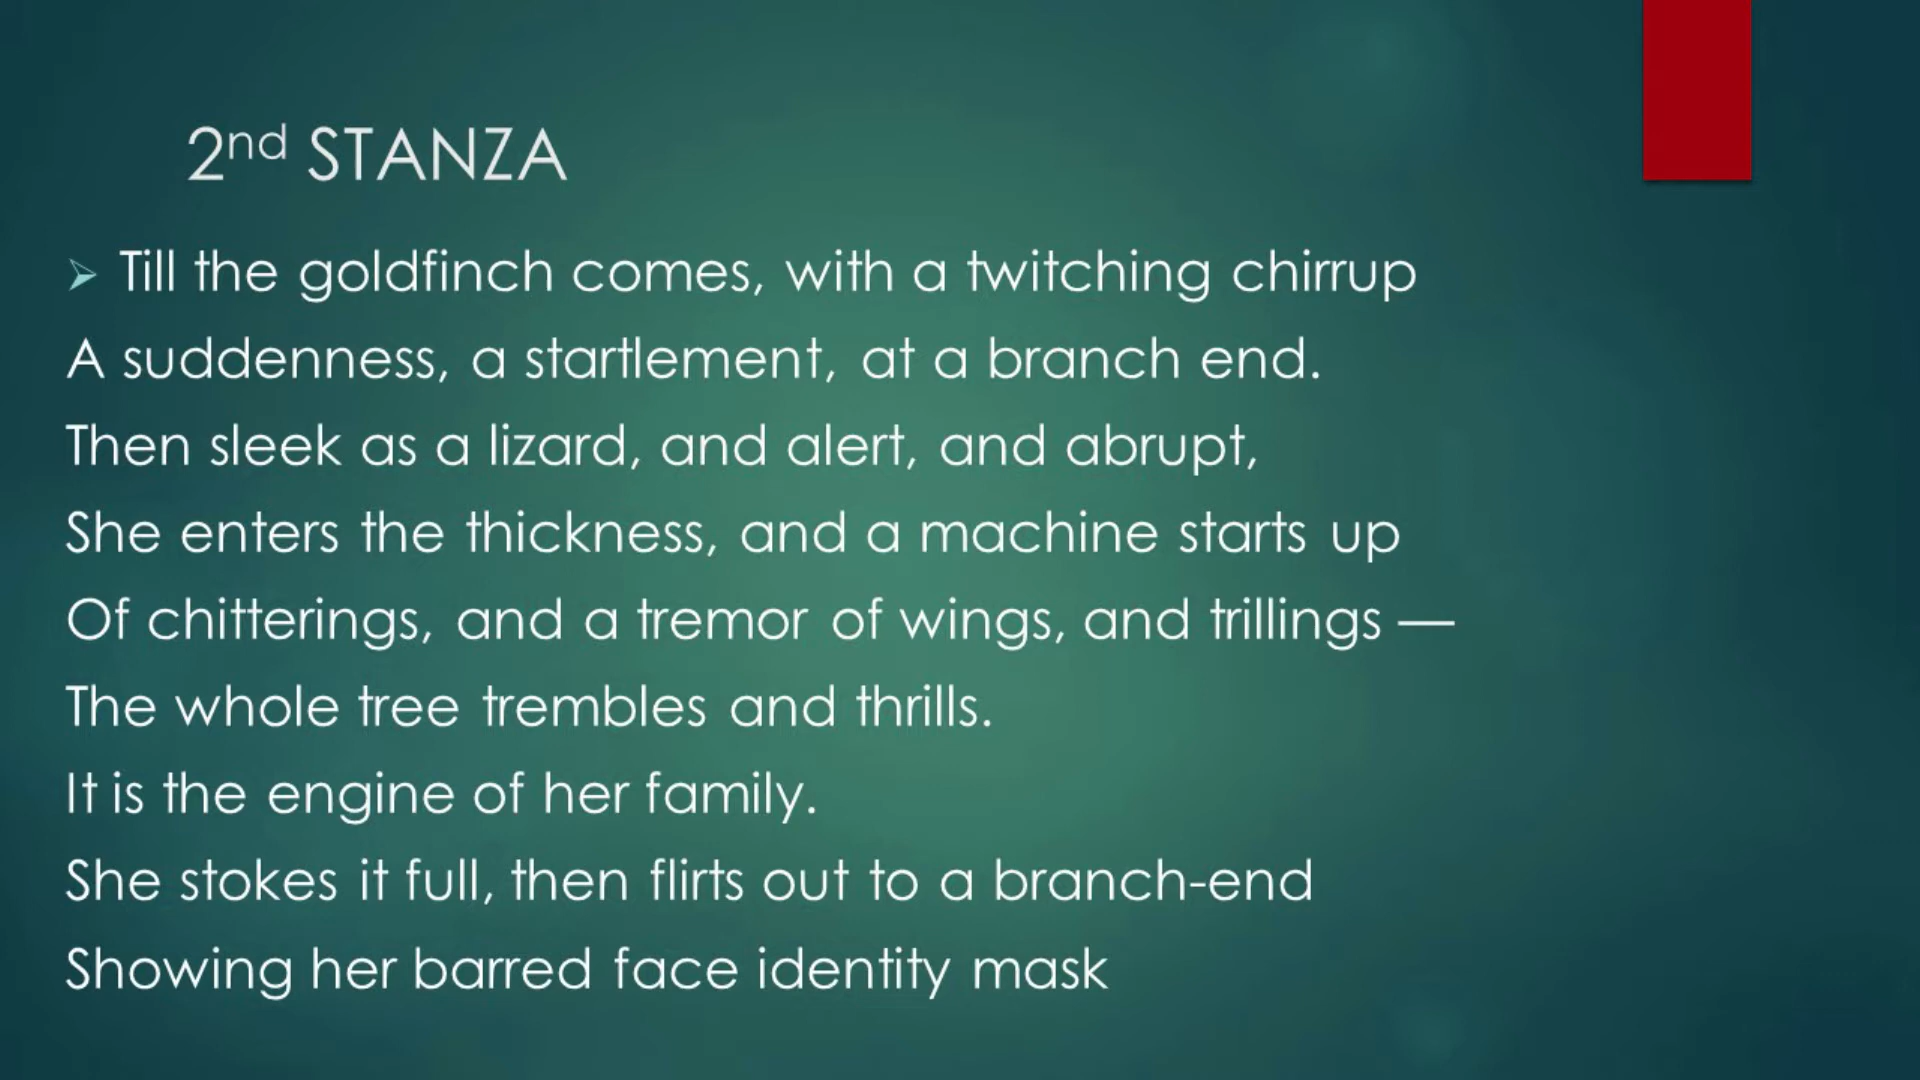 2nd STANZA
Till the goldfinch comes, with a twitching chirrup
A suddenness, a startlement, at a branch end.
Then sleek as a lizard, and alert, and abrupt,
She enters the thickness, and a machine starts up
Of chitterings, and a tremor of wings, and trillings —
The whole tree trembles and thrills.
It is the engine of her family.
She stokes it full, then flirts out to a branch-end
Showing her barred face identity mask